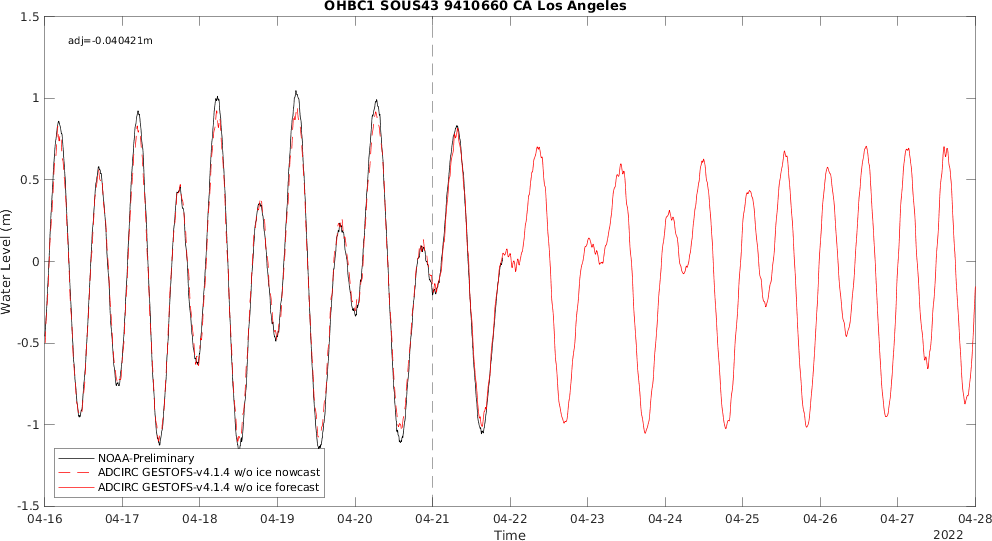 OHBC1 SOUS43 9410660 CA Los Angeles
adj=-0.040421m
Water Level (m)
1.5
1
0.5
0
-0.5
-1
-1.5
NOAA-Preliminary
ADCIRC GESTOFS-v4.1.4 w/o ice nowcast
ADCIRC GESTOFS-v4.1.4 w/o ice forecast
04-16 04-17 04-18 04-19 04-20 04-21 04-22 04-23 04-24 04-25 04-26 04-27 04-28
Time
2022